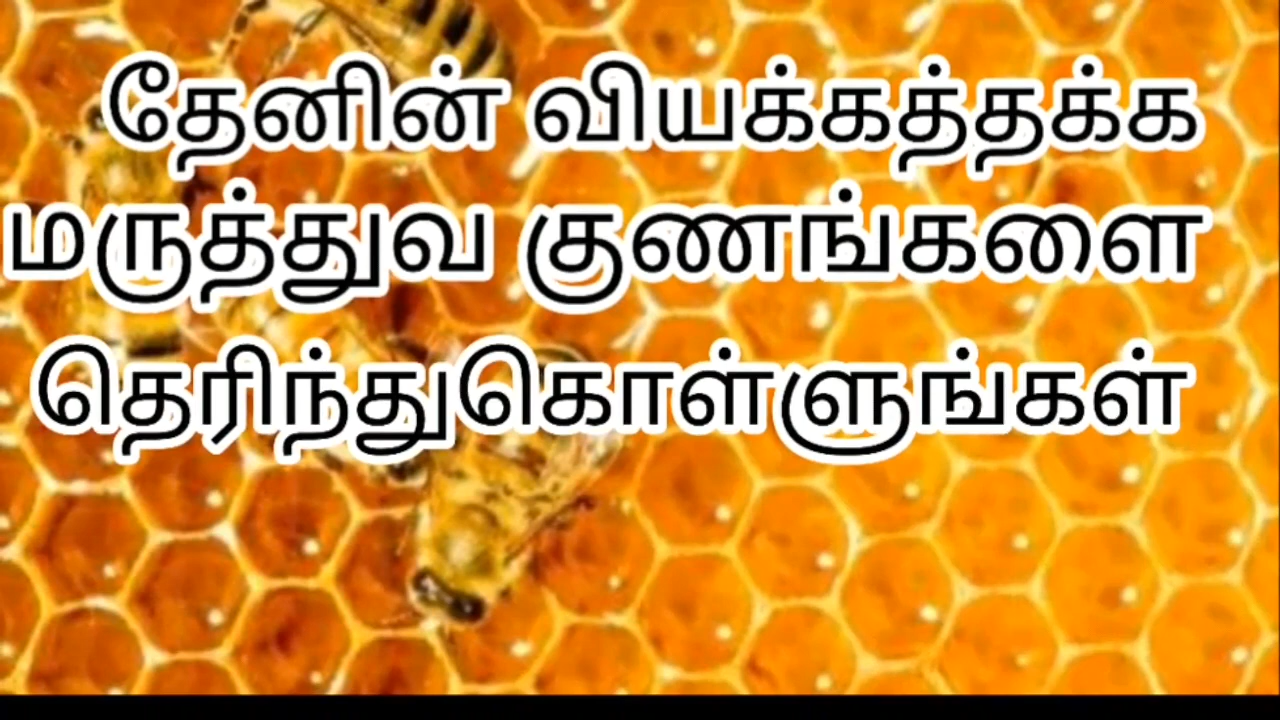 தேனின் வியக்கத்தக்க
மருத்துவ குணங்களை
தெரிந்துகொள்ளுங்கள்